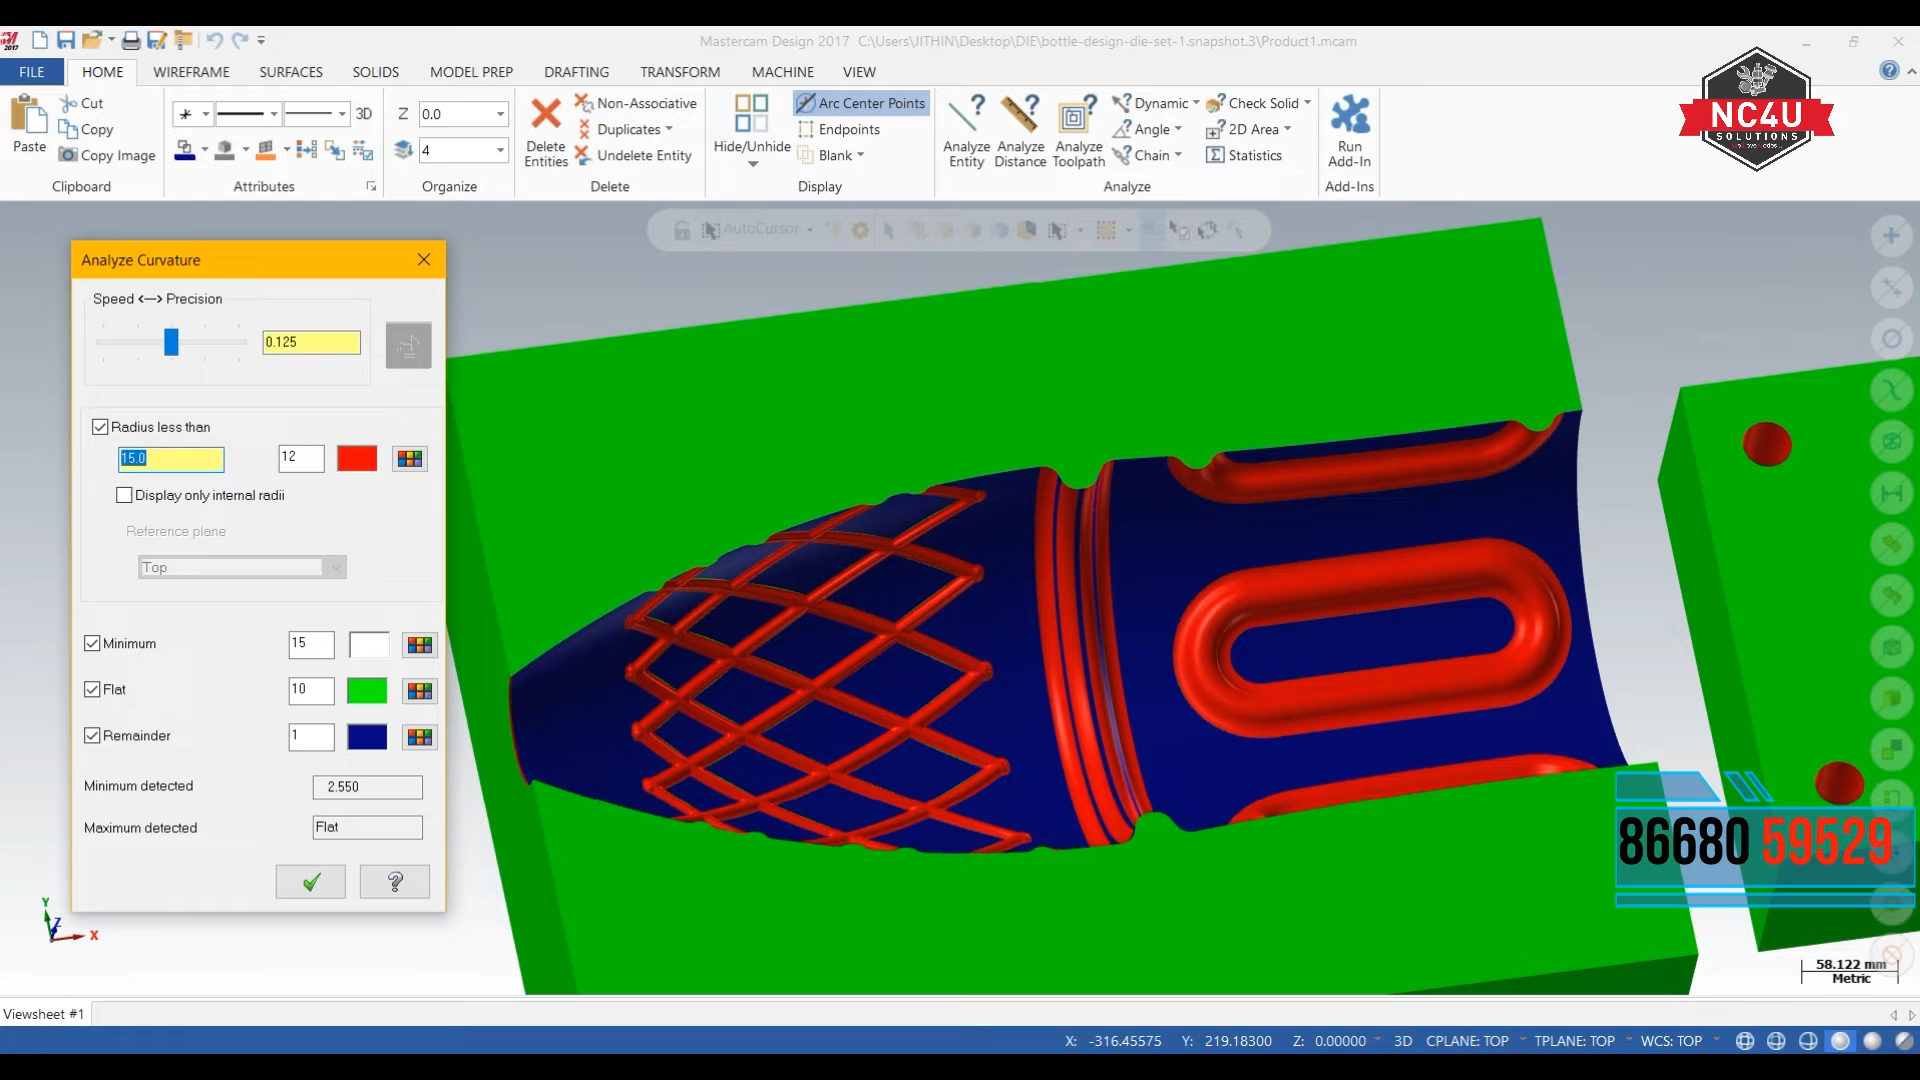 Mastercam Design 2017 C:\Users\JITHIN\Desktop\DIE\bottle-design-die-set-1.snapshot.3\Product1.mcam
FILE HOME WIREFRAME SURFACES SOLIDS MODEL PREP DRAFTING TRANSFORM MACHINE VIEW
Paste
Cut
Copy
Copy Image
Clipboard
3D
Attributes
Z 0.0
4
Organize
Delete
Entities
Non-Associative
Duplicates
Undelete Entity
Delete
Hide/Unhide
Arc Center Points
Endpoints
Blank
Display
Analyze
Entity
Analyze
Distance
Analyze
Toolpath
Dynamic
Angle
Chain
Check Solid
2D Area
Statistics
Analyze
Run
Add-In
Add-Ins
NC4U
SOLUTIONS
AutoCursor
Analyze Curvature
Speed <--> Precision
0.125
Radius less than
15.0
12
Display only internal radii
Reference plane
Top
Minimum 15
Flat 10
Remainder 1
Minimum detected 2.550
Maximum detected Flat
Y
Z
X
86680 59529
58.122 mm
Metric
Viewsheet #1
X: -316.45575 Y: 219.18300 Z: 0.00000 3D CPLANE: TOP TPLANE: TOP WCS: TOP